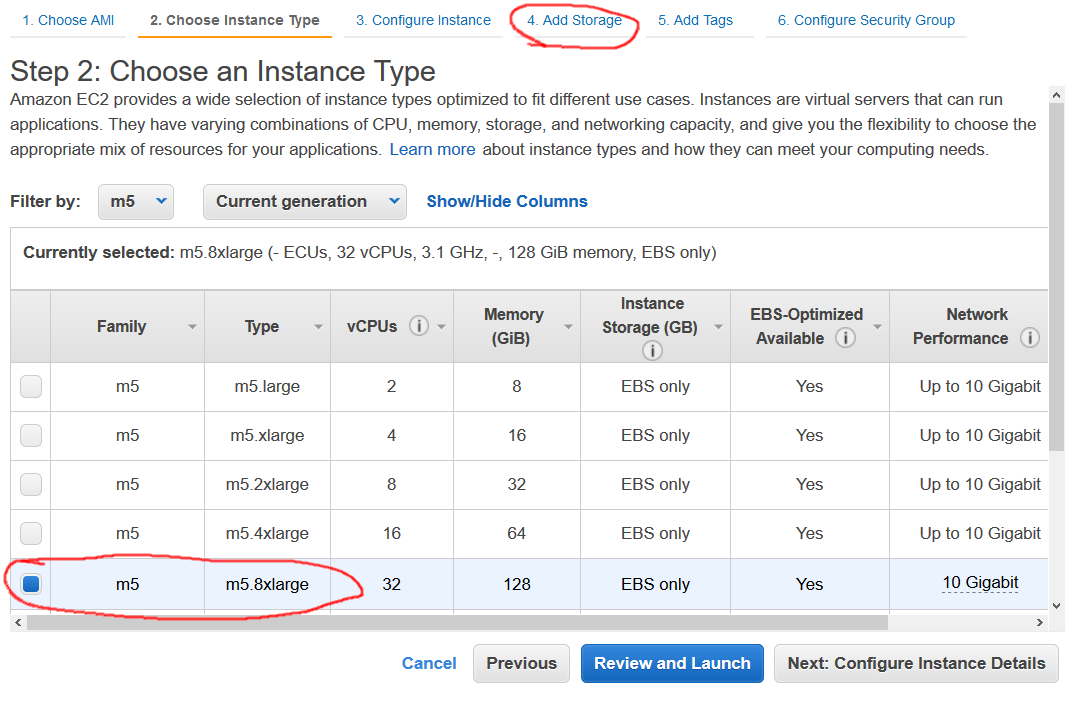 1. Choose AMI 2. Choose Instance Type 3. Configure Instance 4. Add Storage 5. Add Tags 6. Configure Security Group
Step 2: Choose an Instance Type
Amazon EC2 provides a wide selection of instance types optimized to fit different use cases. Instances are virtual servers that can run
applications. They have varying combinations of CPU, memory, storage, and networking capacity, and give you the flexibility to choose the
appropriate mix of resources for your applications. Learn more about instance types and how they can meet your computing needs.
Filter by: m5 Current generation Show/Hide Columns
Currently selected: m5.8xlarge (- ECUs, 32 vCPUs, 3.1 GHz, -, 128 GiB memory, EBS only)
Family Type vCPUs i Memory (GiB) Instance Storage (GB) i EBS-Optimized Available i Network Performance i
m5 m5.large 2 8 EBS only Yes Up to 10 Gigabit
m5 m5.xlarge 4 16 EBS only Yes Up to 10 Gigabit
m5 m5.2xlarge 8 32 EBS only Yes Up to 10 Gigabit
m5 m5.4xlarge 16 64 EBS only Yes Up to 10 Gigabit
m5 m5.8xlarge 32 128 EBS only Yes 10 Gigabit
Cancel Previous Review and Launch Next: Configure Instance Details